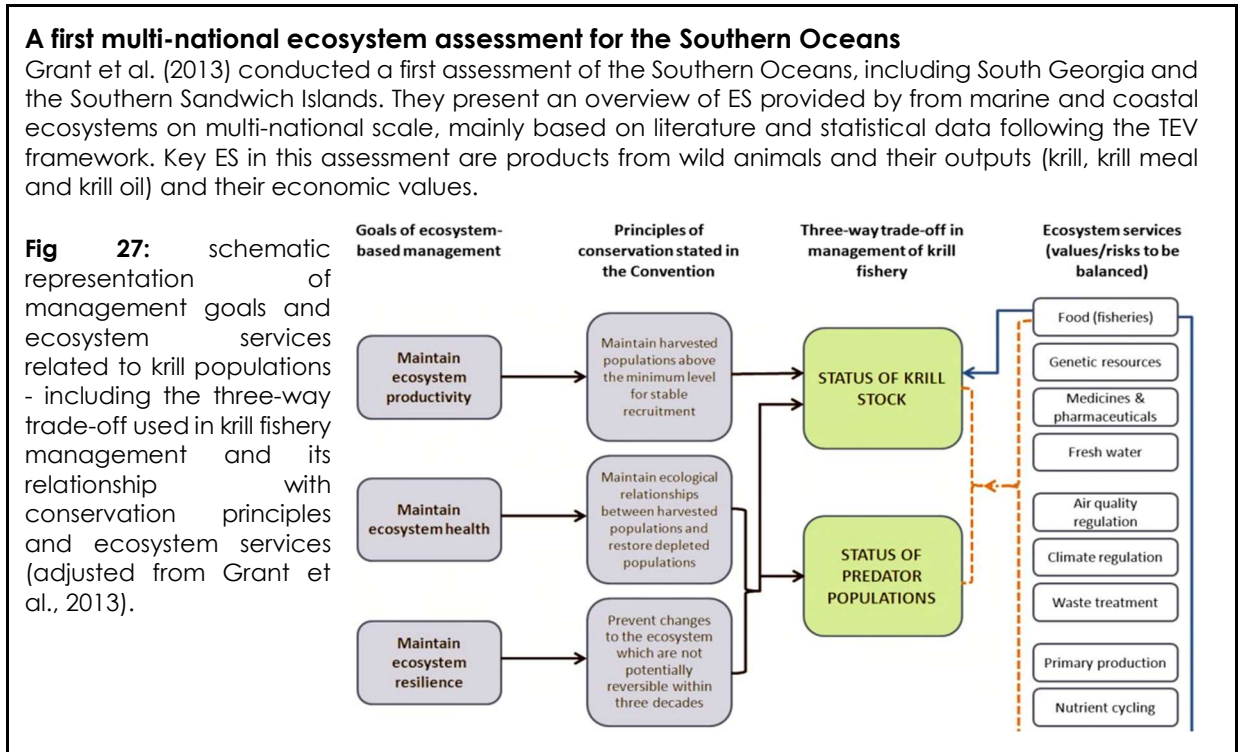 A first multi-national ecosystem assessment for the Southern Oceans
Grant et al. (2013) conducted a first assessment of the Southern Oceans, including South Georgia and
the Southern Sandwich Islands. They present an overview of ES provided by from marine and coastal
ecosystems on multi-national scale, mainly based on literature and statistical data following the TEV
framework. Key ES in this assessment are products from wild animals and their outputs (krill, krill meal
and krill oil) and their economic values.
Fig 27: schematic
representation of
management goals and
ecosystem services
related to krill populations
- including the three-way
trade-off used in krill fishery
management and its
relationship with
conservation principles
and ecosystem services
(adjusted from Grant et
al., 2013).
Goals of ecosystem-
based management
Maintain
ecosystem
productivity
Maintain
ecosystem health
Maintain
ecosystem
resilience
Principles of
conservation stated in
the Convention
Maintain harvested
populations above
the minimum level
for stable
recruitment
Maintain ecological
relationships
between harvested
populations and
restore depleted
populations
Prevent changes
to the ecosystem
which are not
potentially
reversible within
three decades
Three-way trade-off in
management of krill
fishery
STATUS OF KRILL
STOCK
STATUS OF
PREDATOR
POPULATIONS
Ecosystem services
(values/risks to be
balanced)
Food (fisheries)
Genetic resources
Medicines &
pharmaceuticals
Fresh water
Air quality
regulation
Climate regulation
Waste treatment
Primary production
Nutrient cycling